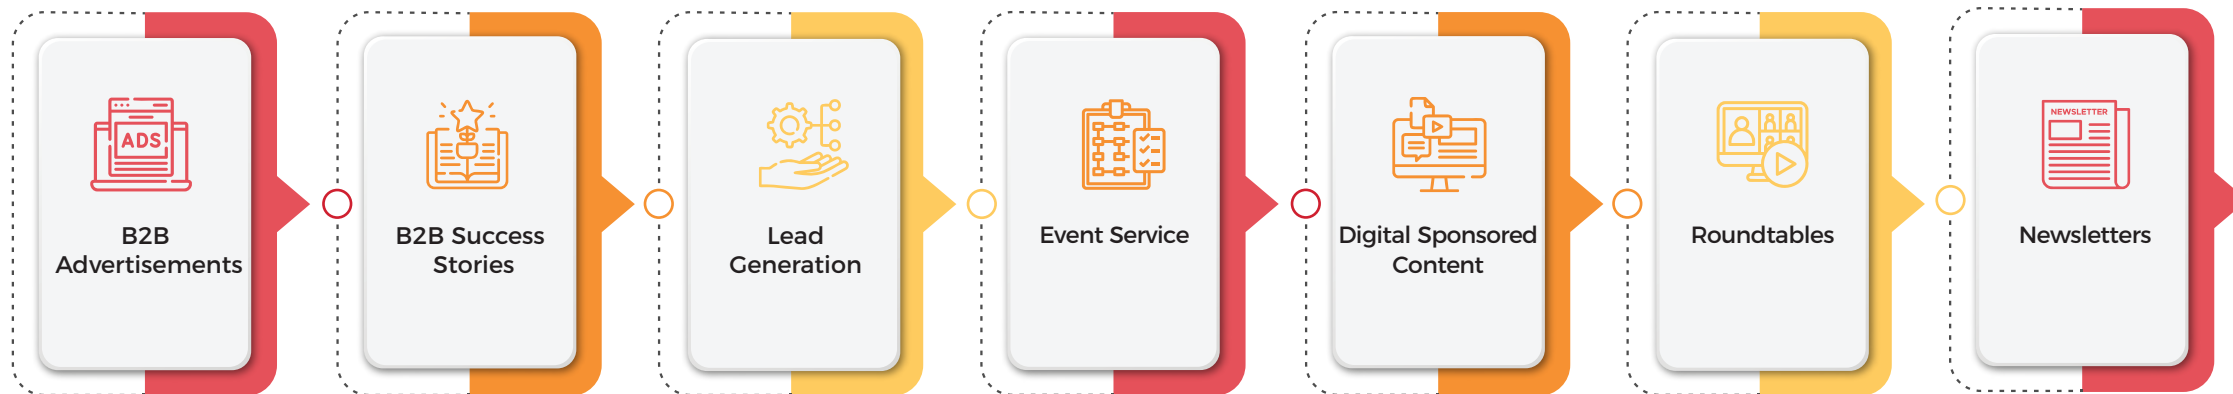 ADS
B2B
Advertisements
B2B Success
Stories
Lead
Generation
Event Service
Digital Sponsored
Content
Roundtables
NEWSLETTER
Newsletters